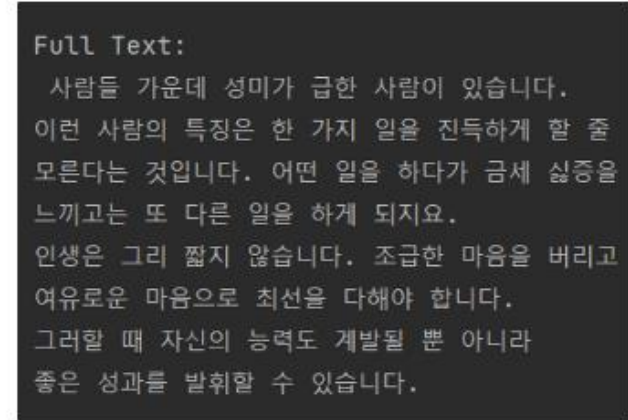 Full Text:
사람들 가운데 성미가 급한 사람이 있습니다.
이런 사람의 특징은 한 가지 일을 진득하게 할 줄
모른다는 것입니다. 어떤 일을 하다가 금세 싫증을
느끼고는 또 다른 일을 하게 되지요.
인생은 그리 짧지 않습니다. 조급한 마음을 버리고
여유로운 마음으로 최선을 다해야 합니다.
그러할 때 자신의 능력도 계발될 뿐 아니라
좋은 성과를 발휘할 수 있습니다.